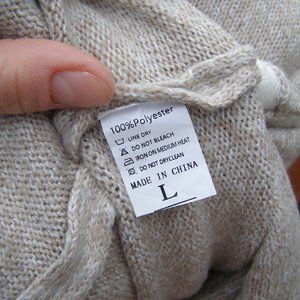 100%Polyester
LINE DRY
DO NOT BLEACH
IRON ON MEDIUM HEAT
DO NOT DRYCLEAN
MADE IN CHINA
L